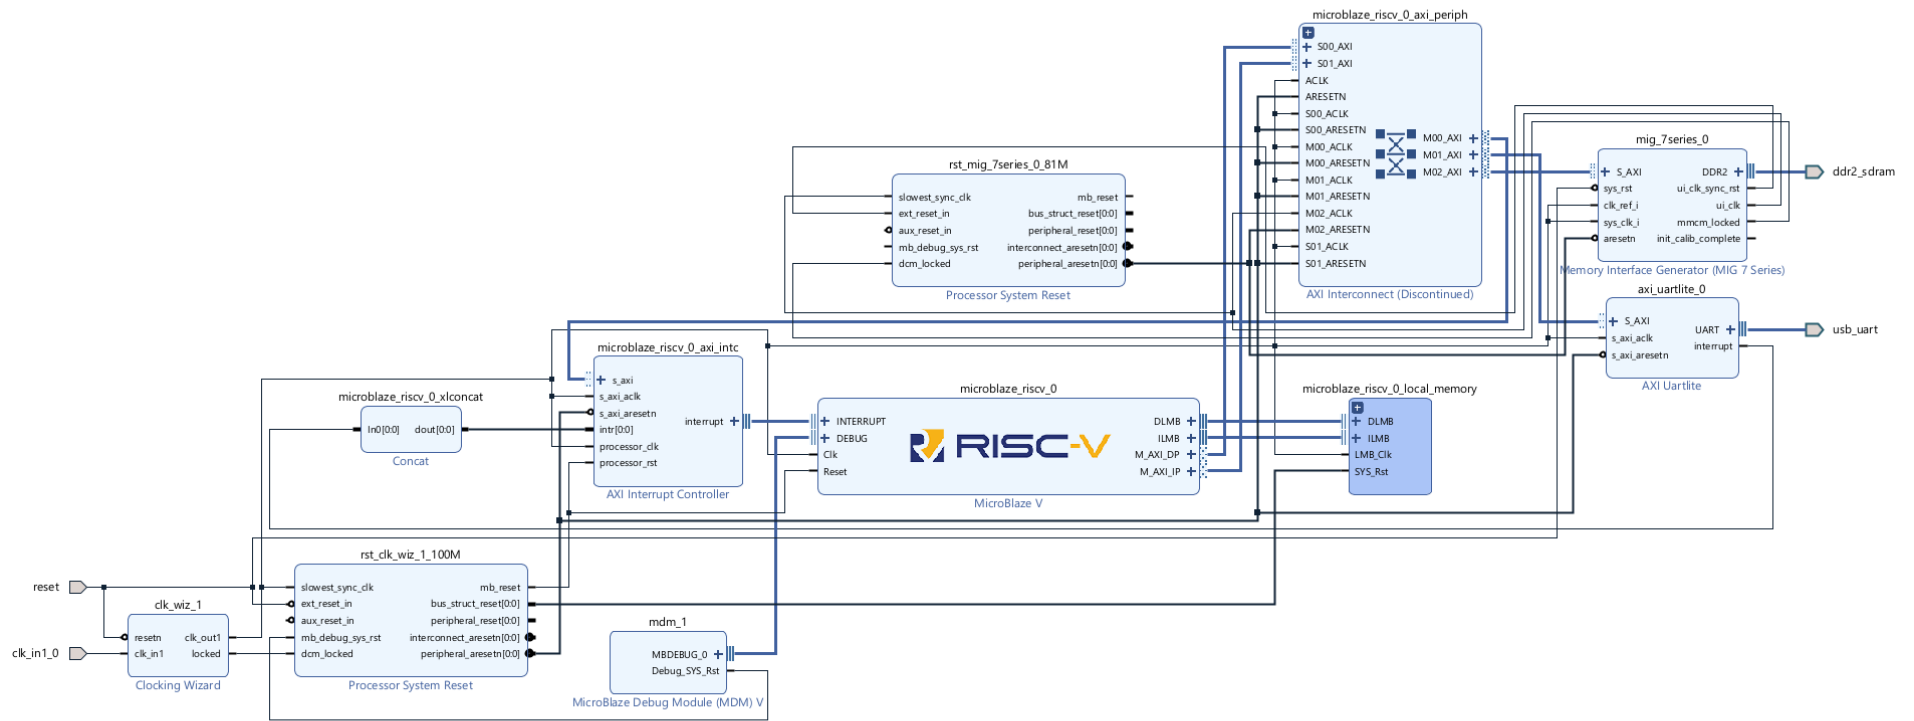 microblaze_riscv_0_axi_periph
S00_AXI
S01_AXI
ACLK
ARESETN
S00_ACLK
S00_ARESETN
M00_ACLK
M00_ARESETN
M01_ACLK
M01_ARESETN
M02_ACLK
M02_ARESETN
S01_ACLK
S01_ARESETN
M00_AXI
M01_AXI
M02_AXI
AXI Interconnect (Discontinued)
mig_7series_0
S_AXI
sys_rst
clk_ref_i
sys_clk_i
aresetn
DDR2
ui_clk_sync_rst
ui_clk
mmcm_locked
init_calib_complete
Memory Interface Generator (MIG 7 Series)
ddr2_sdram
rst_mig_7series_0_81M
slowest_sync_clk
ext_reset_in
aux_reset_in
mb_debug_sys_rst
dcm_locked
mb_reset
bus_struct_reset[0:0]
peripheral_reset[0:0]
interconnect_aresetn[0:0]
peripheral_aresetn[0:0]
Processor System Reset
axi_uartlite_0
S_AXI
s_axi_aclk
s_axi_aresetn
UART
interrupt
AXI Uartlite
usb_uart
microblaze_riscv_0_axi_intc
s_axi
s_axi_aclk
s_axi_aresetn
intr[0:0]
processor_clk
processor_rst
interrupt
AXI Interrupt Controller
microblaze_riscv_0_xlconcat
In0[0:0]
dout[0:0]
Concat
microblaze_riscv_0
INTERRUPT
DEBUG
Clk
Reset
RISC-V
DLMB
ILMB
M_AXI_DP
M_AXI_IP
MicroBlaze V
microblaze_riscv_0_local_memory
DLMB
ILMB
LMB_Clk
SYS_Rst
rst_clk_wiz_1_100M
slowest_sync_clk
ext_reset_in
aux_reset_in
mb_debug_sys_rst
dcm_locked
mb_reset
bus_struct_reset[0:0]
peripheral_reset[0:0]
interconnect_aresetn[0:0]
peripheral_aresetn[0:0]
Processor System Reset
reset
clk_in1_0
clk_wiz_1
resetn
clk_in1
clk_out1
locked
Clocking Wizard
mdm_1
MBDEBUG_0
Debug_SYS_Rst
MicroBlaze Debug Module (MDM) V